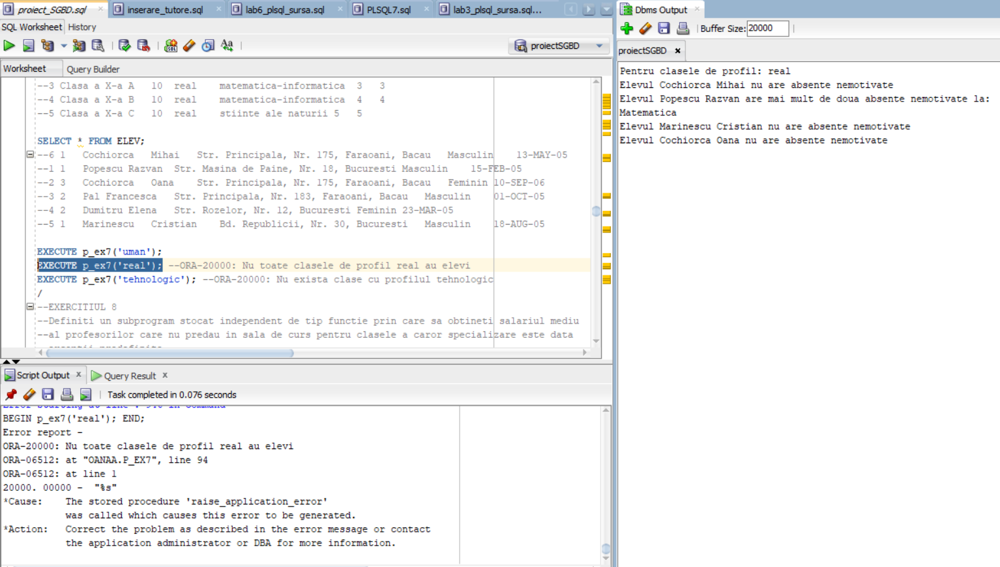 proiect_SGBD.sql
inserare_tutore.sql
lab6_plsql_sursa.sql
PLSQL7.sql
lab3_plsql_sursa.sql...
SQL Worksheet History
proiectSGBD
Worksheet Query Builder
--3 Clasa a X-a A 10 real matematica-informatica 3 3
--4 Clasa a X-a B 10 real matematica-informatica 4 4
--5 Clasa a X-a C 10 real stiinte ale naturii 5 5
SELECT * FROM ELEV;
--6 1 Cochiorca Mihai Str. Principala, Nr. 175, Faraoani, Bacau Masculin 13-MAY-05
--1 1 Popescu Razvan Str. Masina de Paine, Nr. 18, Bucuresti Masculin 15-FEB-05
--2 3 Cochiorca Oana Str. Principala, Nr. 175, Faraoani, Bacau Feminin 10-SEP-06
--3 2 Pal Francesca Str. Principala, Nr. 183, Faraoani, Bacau Masculin 01-OCT-05
--4 2 Dumitru Elena Str. Rozelor, Nr. 12, Bucuresti Feminin 23-MAR-05
--5 1 Marinescu Cristian Bd. Republicii, Nr. 30, Bucuresti Masculin 18-AUG-05
EXECUTE p_ex7('uman');
EXECUTE p_ex7('real'); --ORA-20000: Nu toate clasele de profil real au elevi
EXECUTE p_ex7('tehnologic'); --ORA-20000: Nu exista clase cu profilul tehnologic
/
--EXERCITIUL 8
--Definiti un subprogram stocat independent de tip functie prin care sa obtineti salariul mediu
--al profesorilor care nu predau in sala de curs pentru clasele a caror specializare este data
Script Output x Query Result x
Task completed in 0.076 seconds
BEGIN p_ex7('real'); END;
Error report -
ORA-20000: Nu toate clasele de profil real au elevi
ORA-06512: at "OANAA.P_EX7", line 94
ORA-06512: at line 1
20000. 00000 - "%s"
*Cause: The stored procedure 'raise_application_error'
was called which causes this error to be generated.
*Action: Correct the problem as described in the error message or contact
the application administrator or DBA for more information.
Dbms Output
Buffer Size: 20000
proiectSGBD
Pentru clasele de profil: real
Elevul Cochiorca Mihai nu are absente nemotivate
Elevul Popescu Razvan are mai mult de doua absente nemotivate la:
Matematica
Elevul Marinescu Cristian nu are absente nemotivate
Elevul Cochiorca Oana nu are absente nemotivate